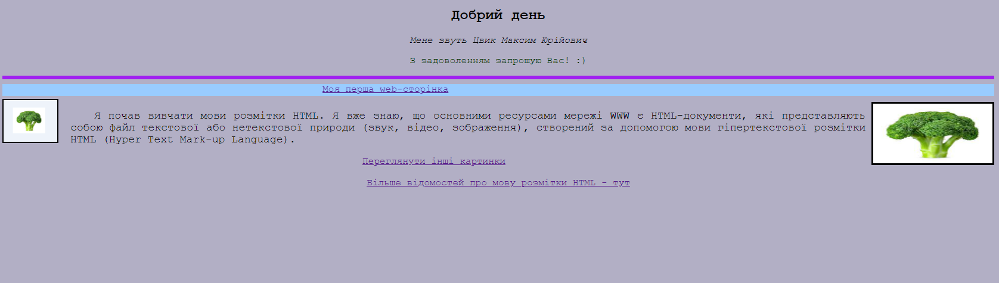 Добрий день
Мене звуть Цвик Максим Юрійович
З задоволенням запрошую Вас! :)
Моя перша web-сторінка
Я почав вивчати мови розмітки HTML. Я вже знаю, що основними ресурсами мережі WWW є HTML-документи, які представляють
собою файл текстової або нетекстової природи (звук, відео, зображення), створений за допомогою мови гіпертекстової розмітки
HTML (Hyper Text Mark-up Language).
Переглянути інші картинки
Більше відомостей про мову розмітки HTML - тут